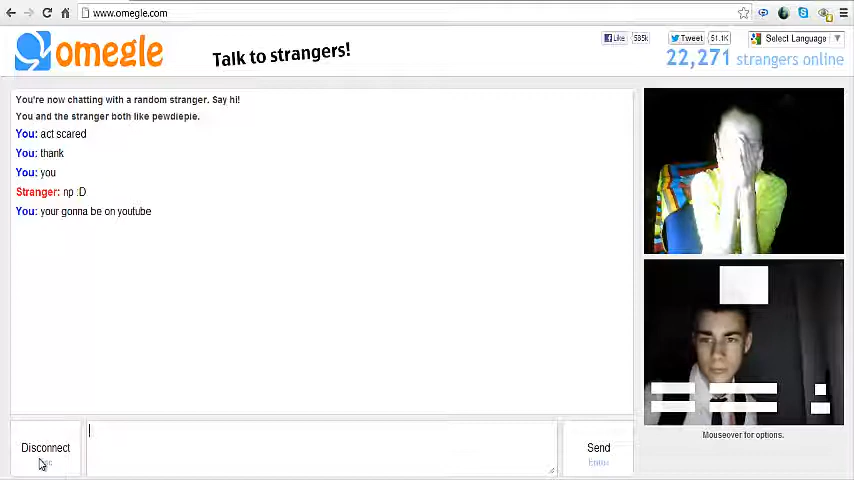 www.omegle.com
omegle
Talk to strangers!
Like 585k
Tweet 51.1K
Select Language
22,271 strangers online
You're now chatting with a random stranger. Say hi!
You and the stranger both like pewdiepie.
You: act scared
You: thank
You: you
Stranger: np :D
You: your gonna be on youtube
Disconnect
Send
Enter
Mouseover for options.